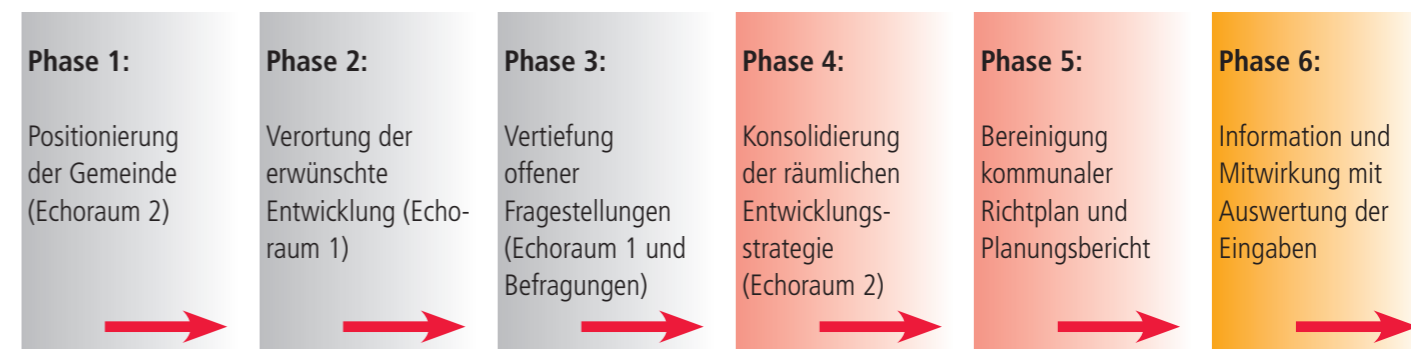 Phase 1:
Positionierung
der Gemeinde
(Echoraum 2)
Phase 2:
Verortung der
erwünschte
Entwicklung (Echo-
raum 1)
Phase 3:
Vertiefung
offener
Fragestellungen
(Echoraum 1 und
Befragungen)
Phase 4:
Konsolidierung
der räumlichen
Entwicklungs-
strategie
(Echoraum 2)
Phase 5:
Bereinigung
kommunaler
Richtplan und
Planungsbericht
Phase 6:
Information und
Mitwirkung mit
Auswertung der
Eingaben